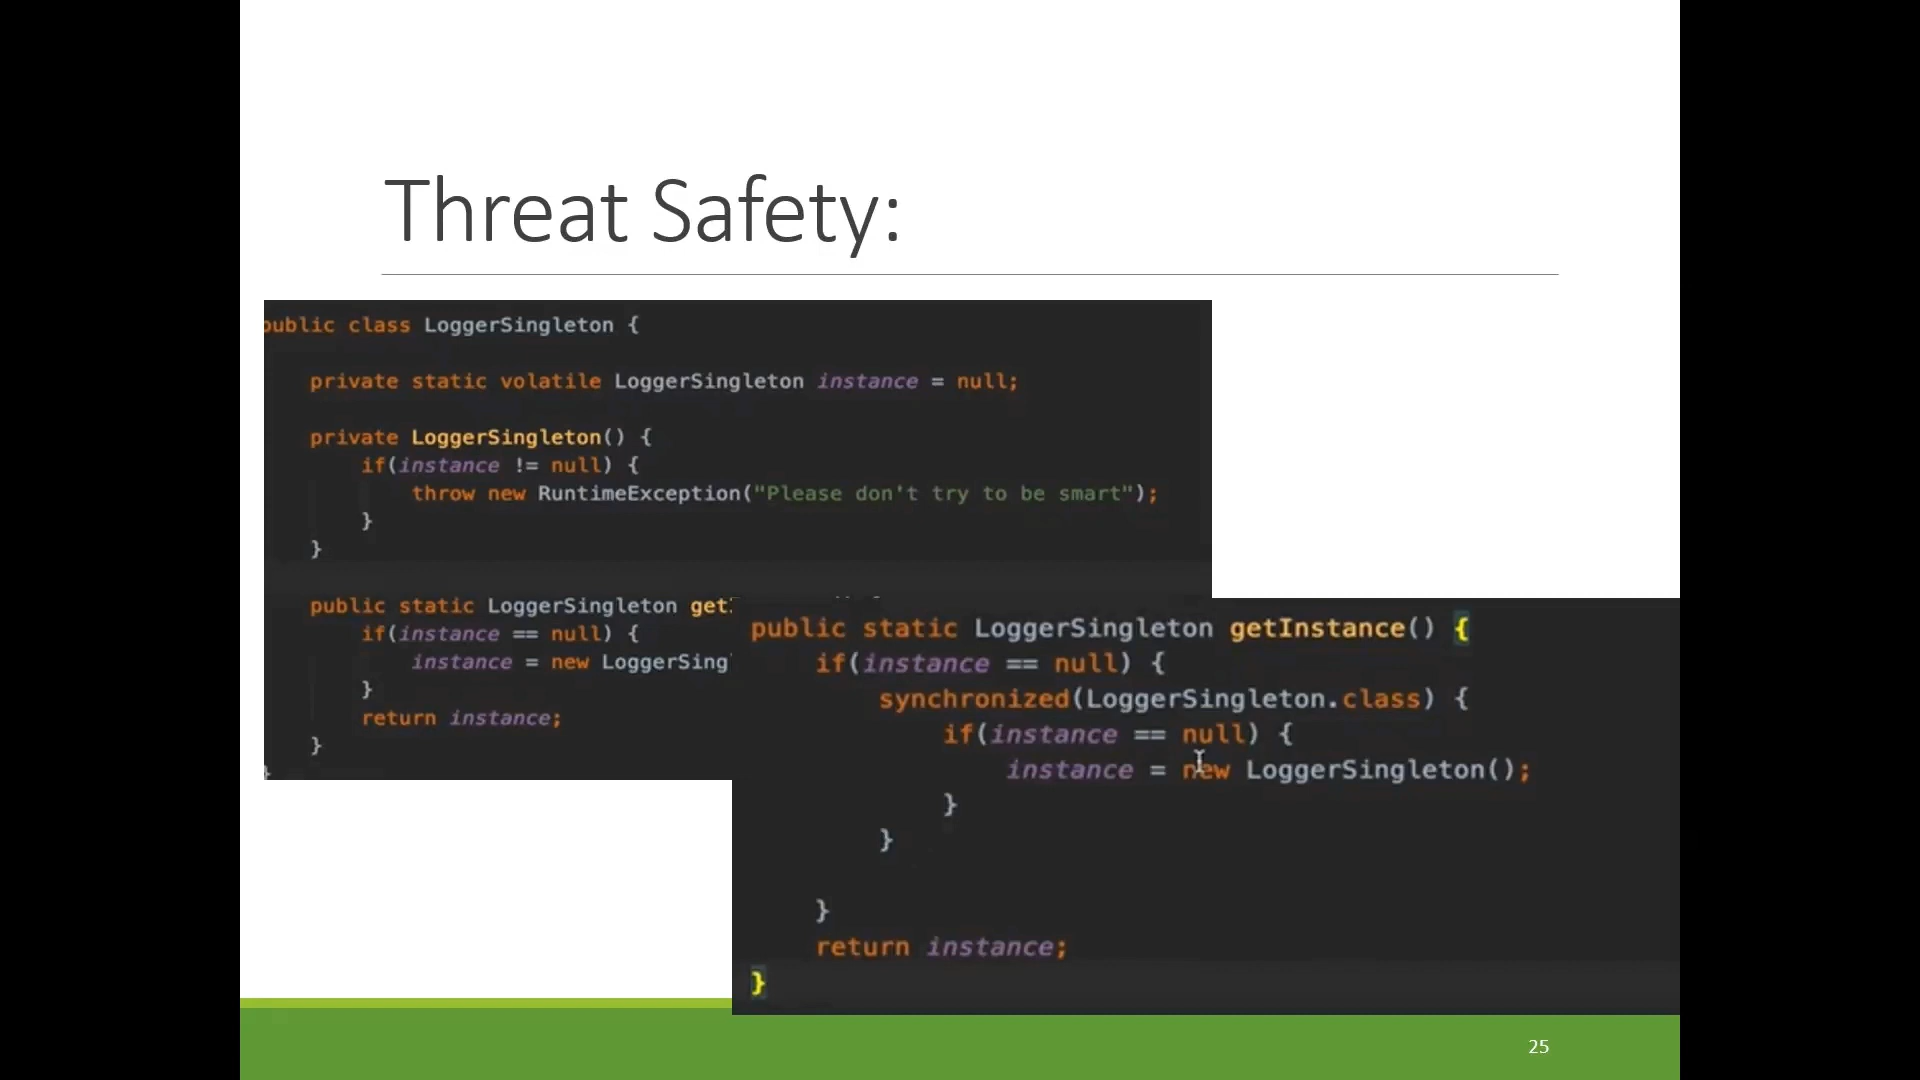 Threat Safety:
public class LoggerSingleton {
private static volatile LoggerSingleton instance = null;
private LoggerSingleton() {
if(instance != null) {
throw new RuntimeException("Please don't try to be smart");
}
}
public static LoggerSingleton get
if(instance == null) {
instance = new LoggerSing
}
return instance;
}
}
public static LoggerSingleton getInstance() {
if(instance == null) {
synchronized(LoggerSingleton.class) {
if(instance == null) {
instance = new LoggerSingleton();
}
}
}
return instance;
}
25